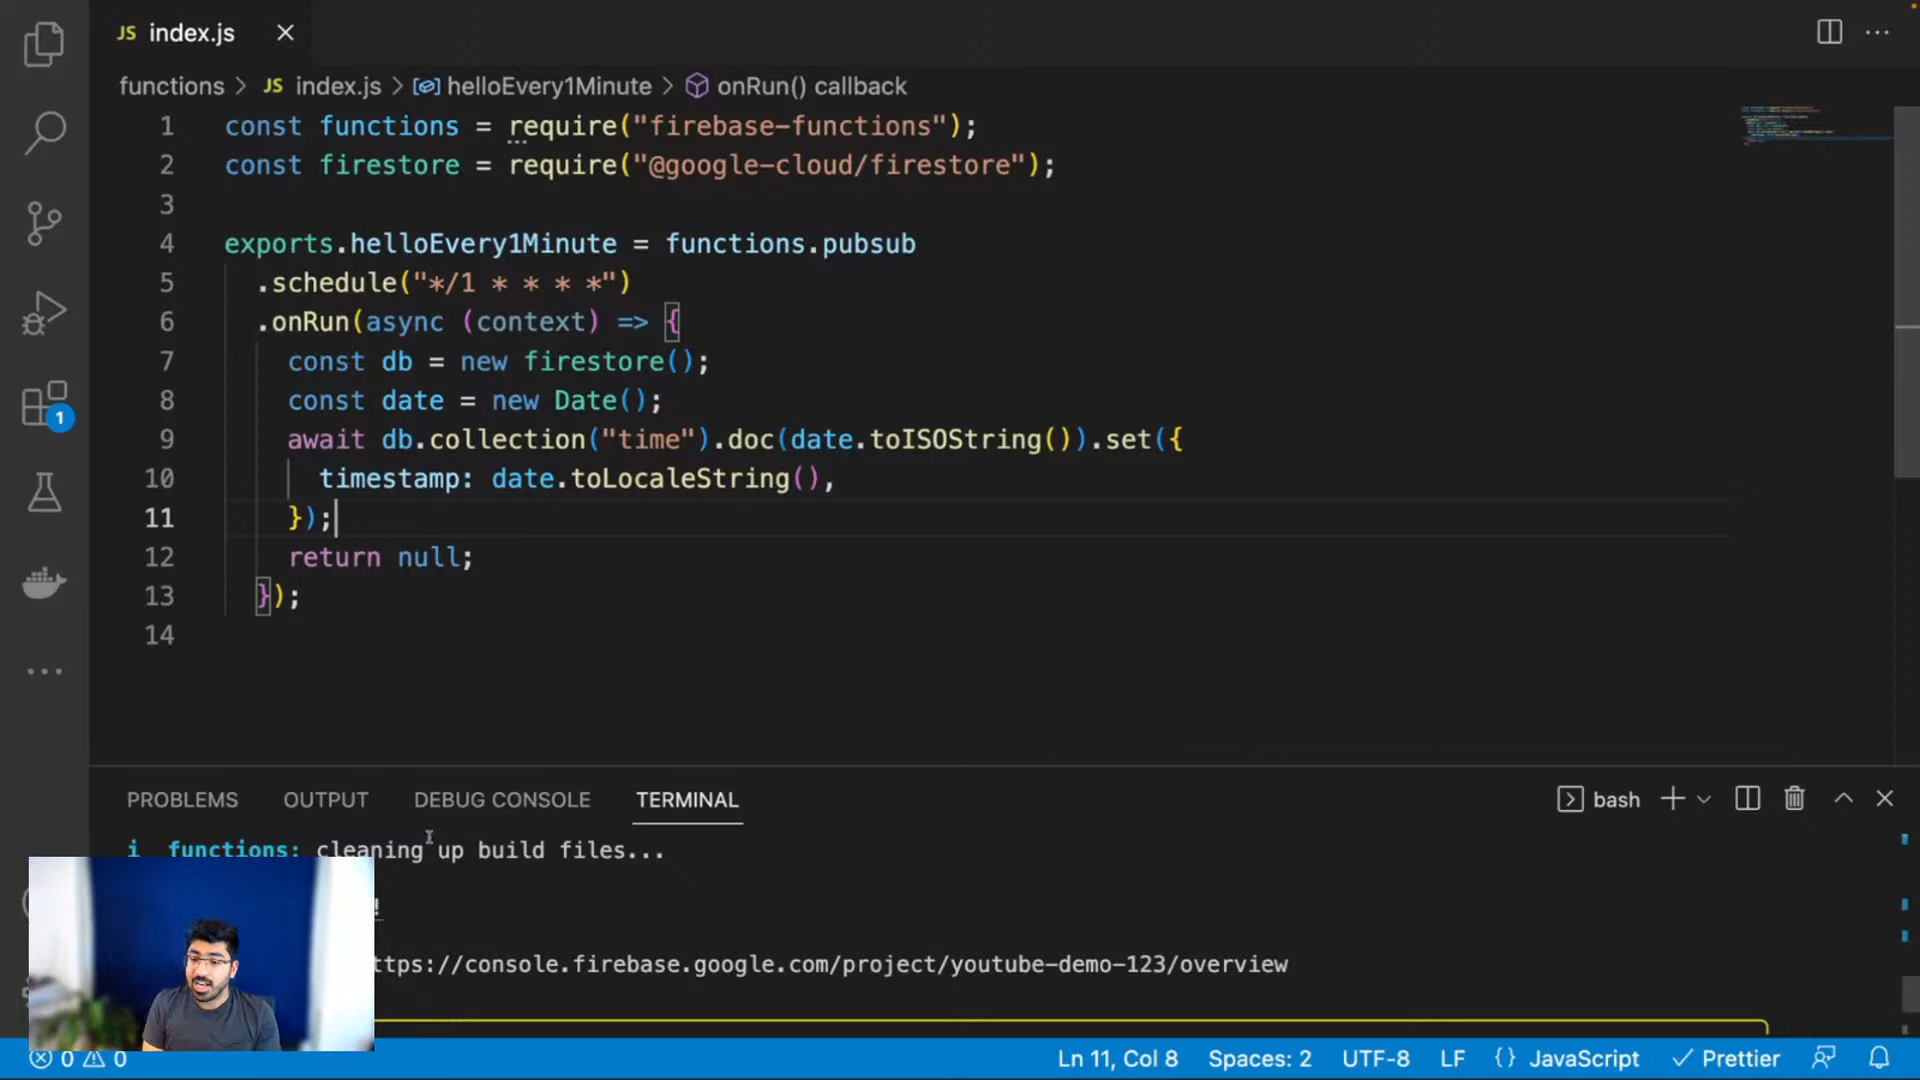 JS index.js
functions > JS index.js > helloEvery1Minute > onRun() callback
1 const functions = require("firebase-functions");
2 const firestore = require("@google-cloud/firestore");
3
4 exports.helloEvery1Minute = functions.pubsub
5 .schedule("*/1 * * * *")
6 .onRun(async (context) => {
7 const db = new firestore();
8 const date = new Date();
9 await db.collection("time").doc(date.toISOString()).set({
10 timestamp: date.toLocaleString(),
11 });
12 return null;
13 });
14
1
PROBLEMS OUTPUT DEBUG CONSOLE TERMINAL bash
i functions: cleaning up build files...
!
ttps://console.firebase.google.com/project/youtube-demo-123/overview
0 0 Ln 11, Col 8 Spaces: 2 UTF-8 LF {} JavaScript Prettier